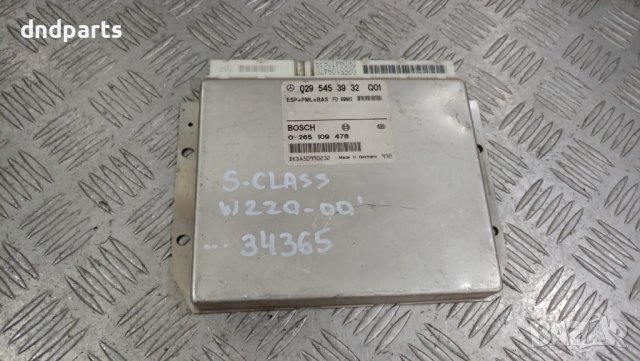 dndparts
029 545 39 32 Q01
ESP+PML+BAS
BOSCH
0 265 109 478
Made in Germany
S-CLASS
W220-00'
... 34365